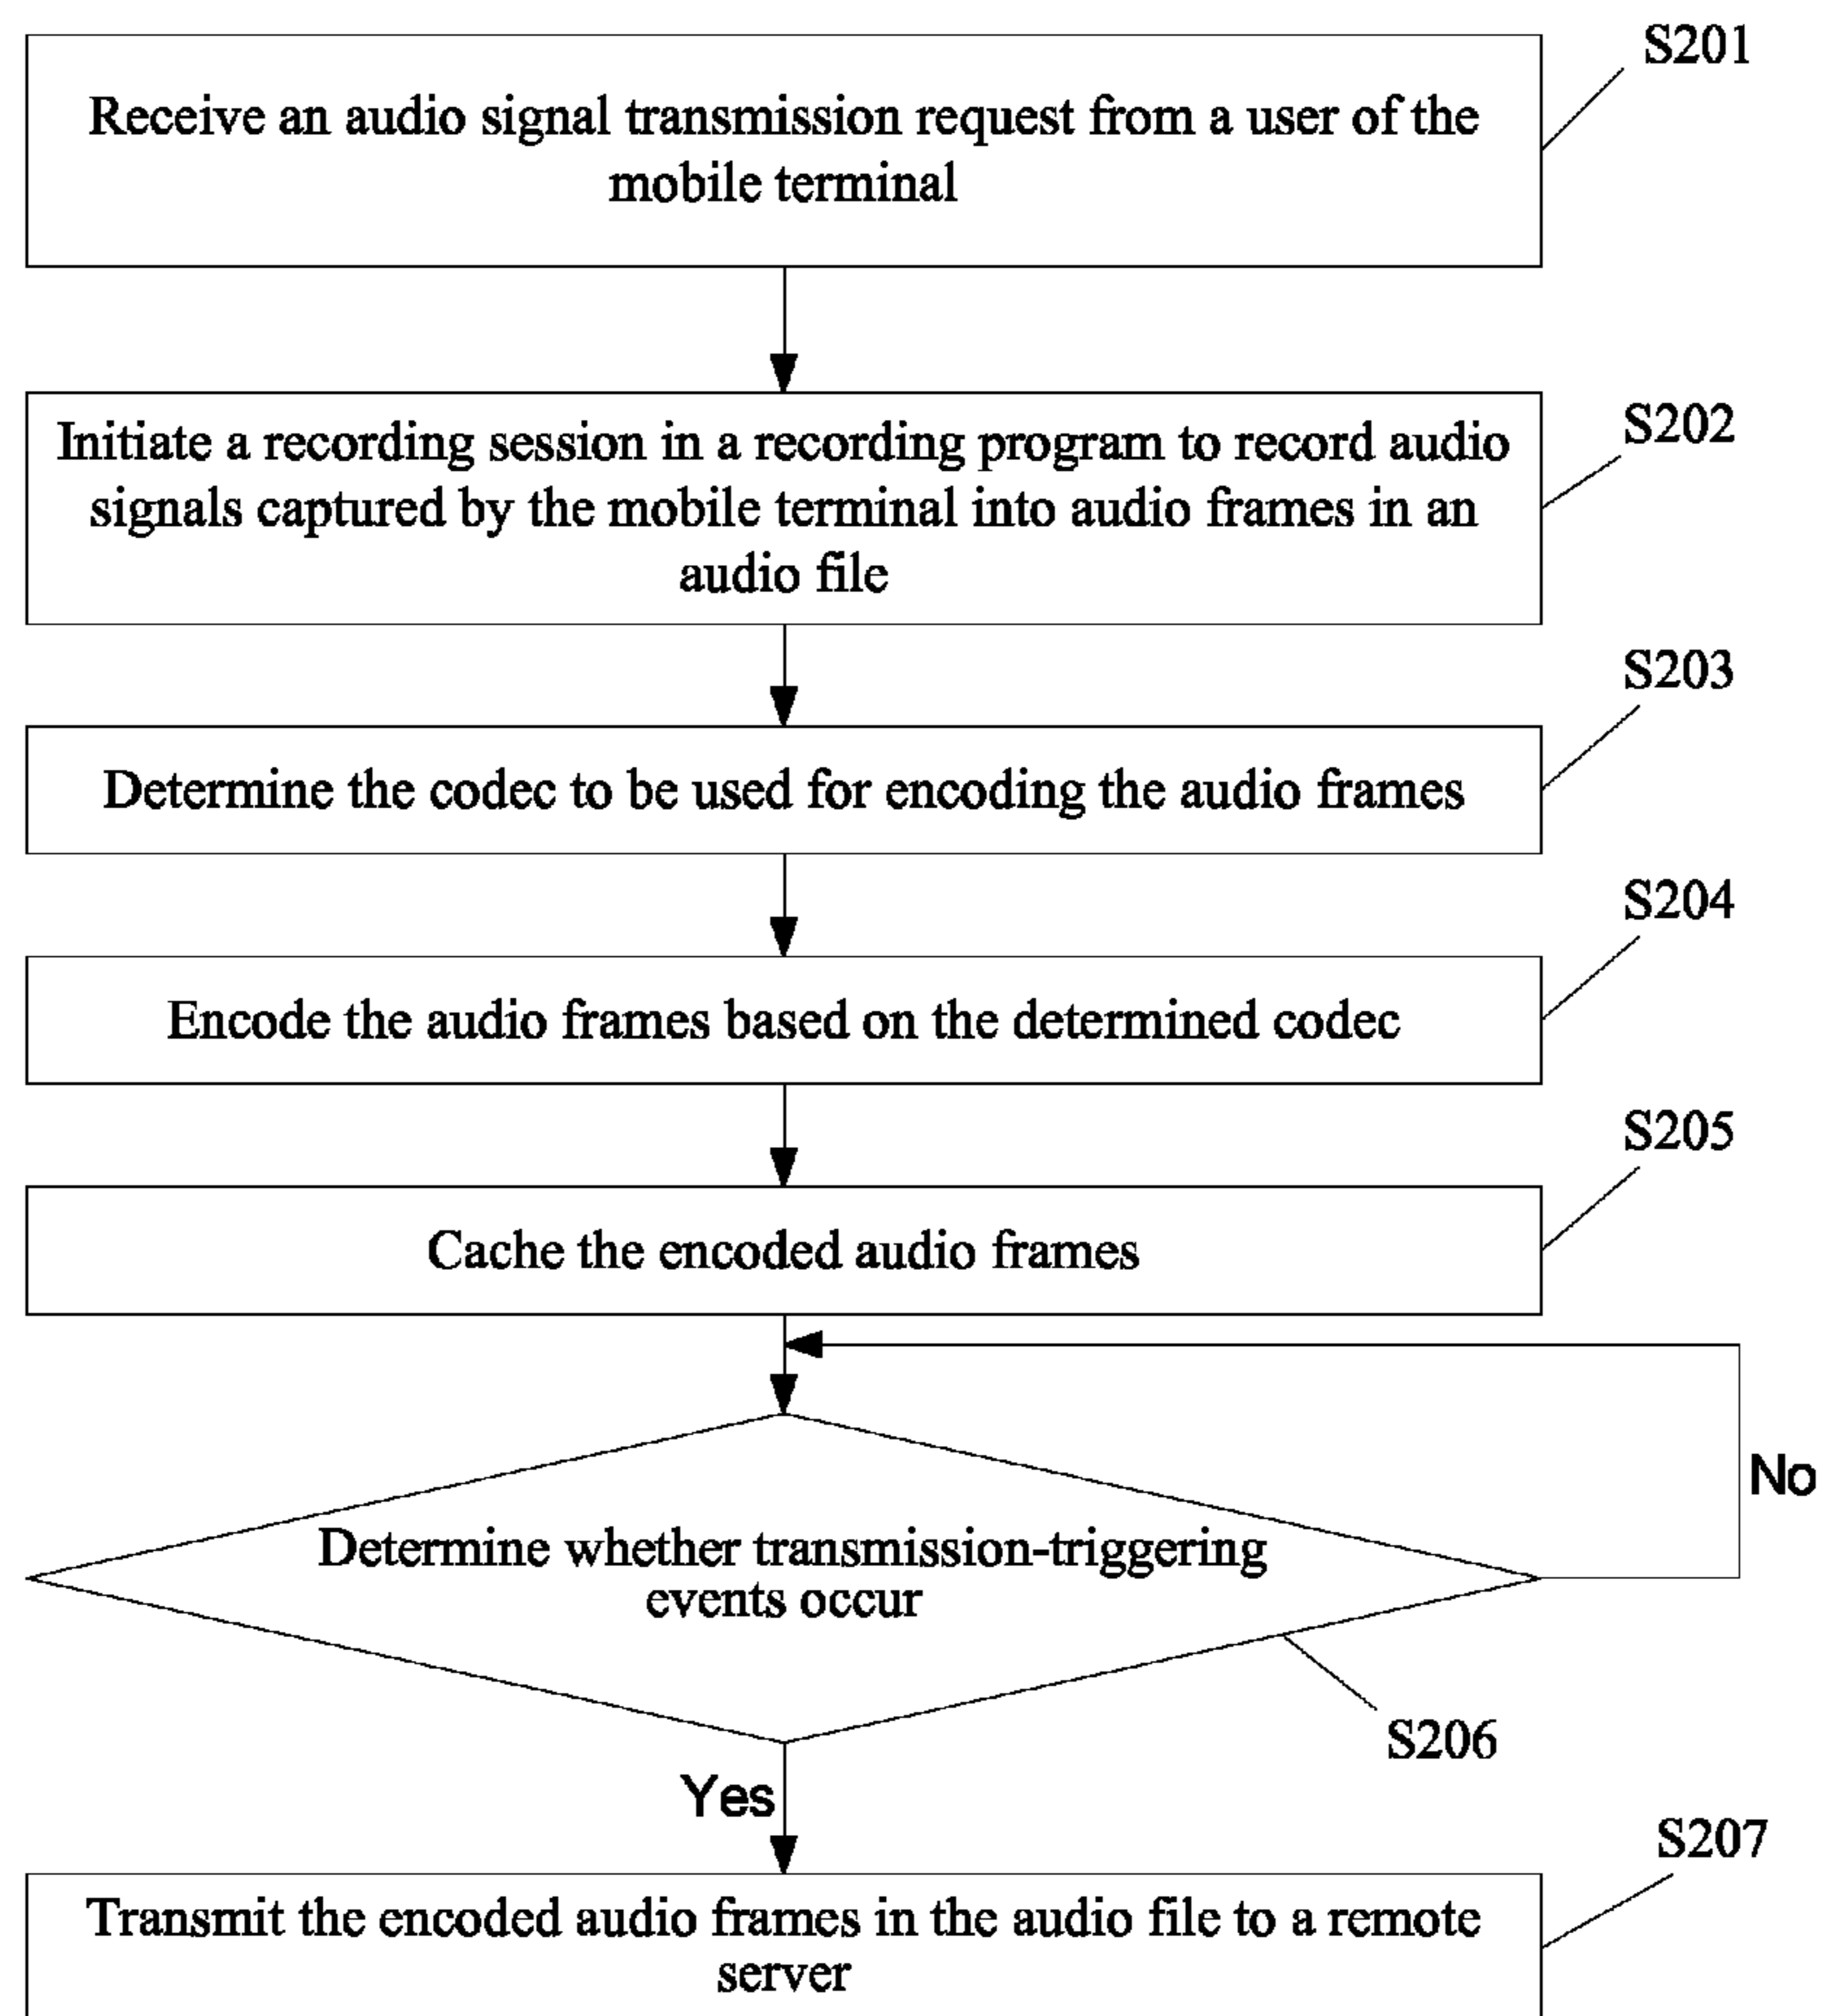 S201
Receive an audio signal transmission request from a user of the
mobile terminal
S202
Initiate a recording session in a recording program to record audio
signals captured by the mobile terminal into audio frames in an
audio file
S203
Determine the codec to be used for encoding the audio frames
S204
Encode the audio frames based on the determined codec
S205
Cache the encoded audio frames
No
Determine whether transmission-triggering
events occur
S206
Yes
S207
Transmit the encoded audio frames in the audio file to a remote
server